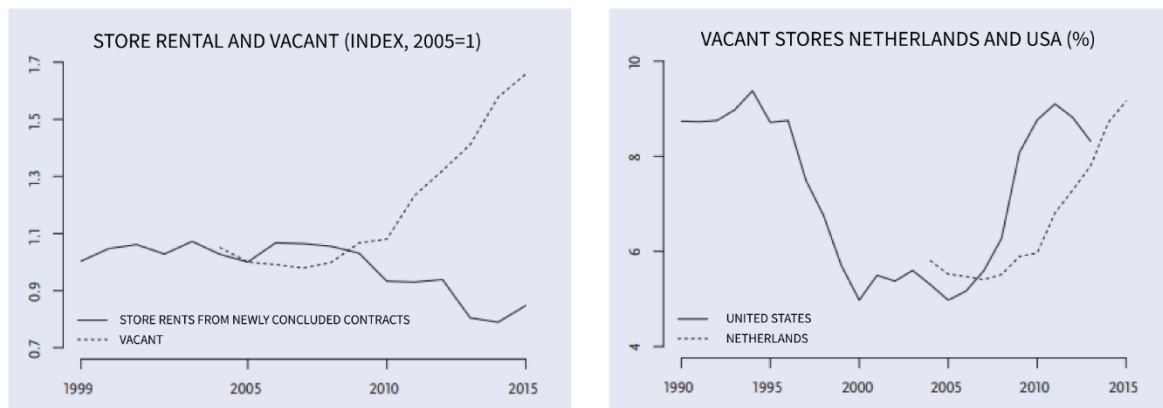 STORE RENTAL AND VACANT (INDEX, 2005=1)
1.7
1.5
1.3
1.1
0.9
0.7
STORE RENTS FROM NEWLY CONCLUDED CONTRACTS
VACANT
1999 2005 2010 2015
VACANT STORES NETHERLANDS AND USA (%)
10
8
6
4
UNITED STATES
NETHERLANDS
1990 1995 2000 2005 2010 2015